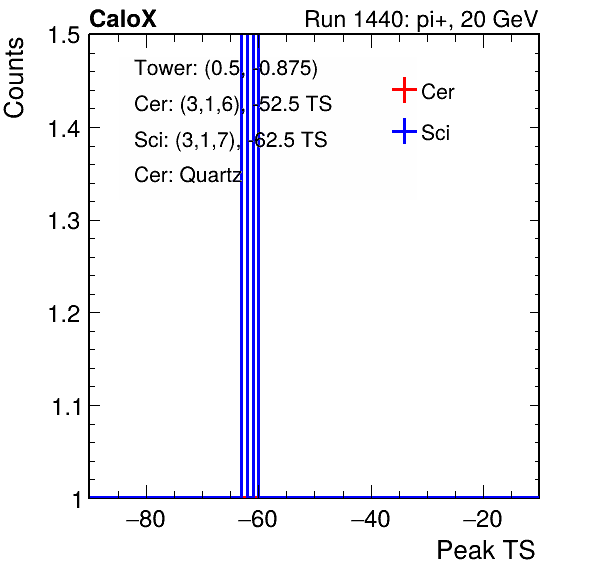 CaloX Run 1440: pi+, 20 GeV
Counts
1.5
Tower: (0.5, -0.875)
Cer: (3,1,6), -52.5 TS
Sci: (3,1,7), -62.5 TS
Cer: Quartz
Cer
Sci
1.4
1.3
1.2
1.1
1
−80 −60 −40 −20
Peak TS